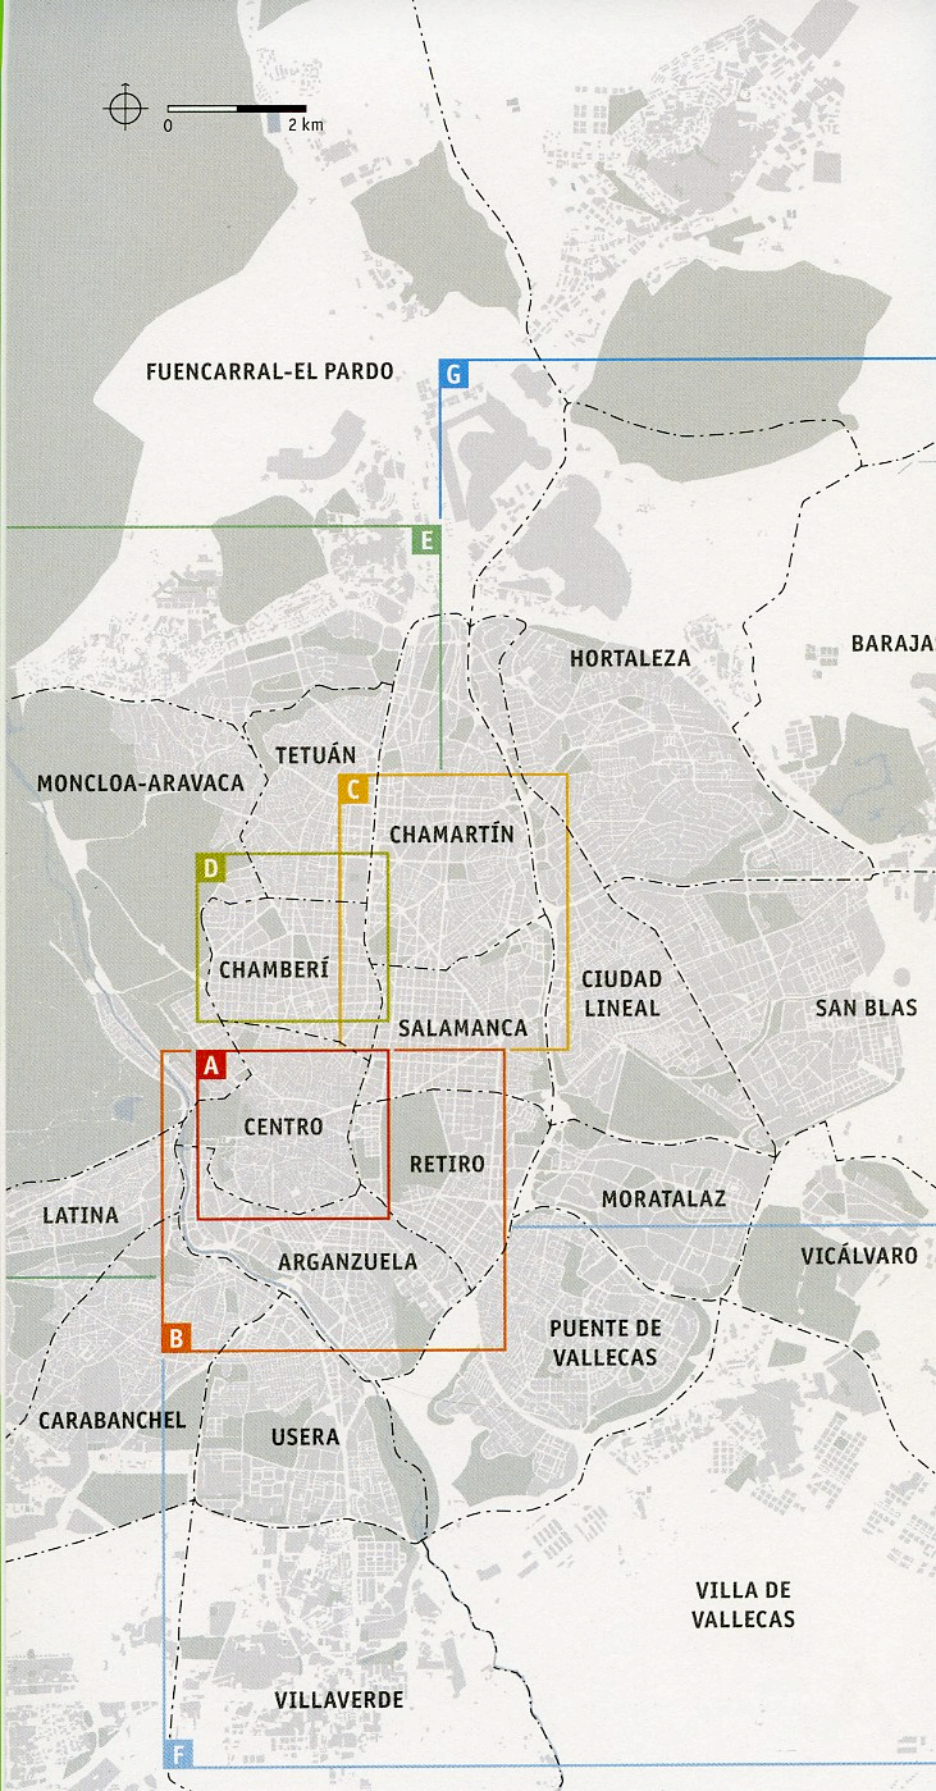 0 2 km
FUENCARRAL-EL PARDO
G
E
HORTALEZA
BARAJAS
TETUÁN
MONCLOA-ARAVACA
C
CHAMARTÍN
D
CHAMBERÍ
CIUDAD
LINEAL
SAN BLAS
SALAMANCA
A
CENTRO
RETIRO
MORATALAZ
LATINA
VICÁLVARO
ARGANZUELA
B
PUENTE DE
VALLECAS
CARABANCHEL
USERA
VILLA DE
VALLECAS
VILLAVERDE
F